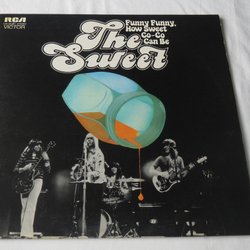 RCA
VICTOR
Funny Funny,
How Sweet
Co-Co
Can Be
The
Sweet